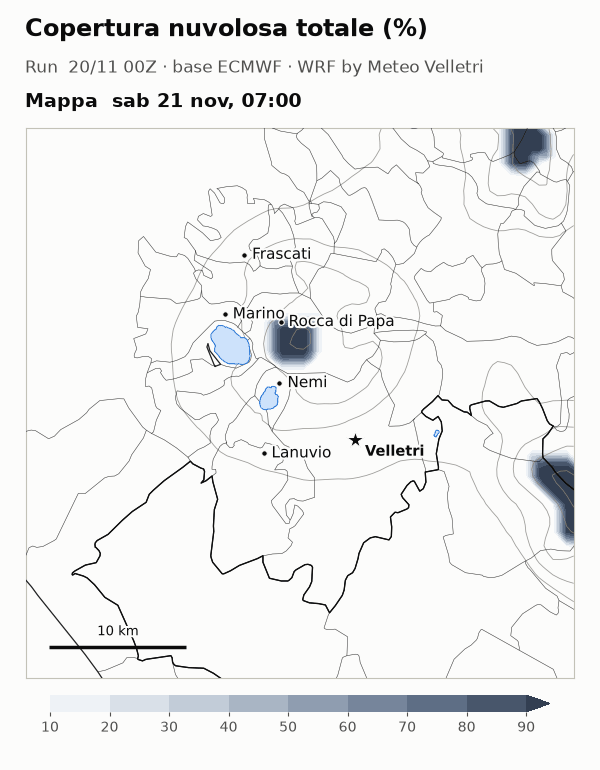 Copertura nuvolosa totale (%)
Run  20/11 00Z · base ECMWF · WRF by Meteo Velletri
Mappa  sab 21 nov, 07:00
Frascati
Marino
Rocca di Papa
Nemi
Velletri
Lanuvio
10 km
10 20 30 40 50 60 70 80 90